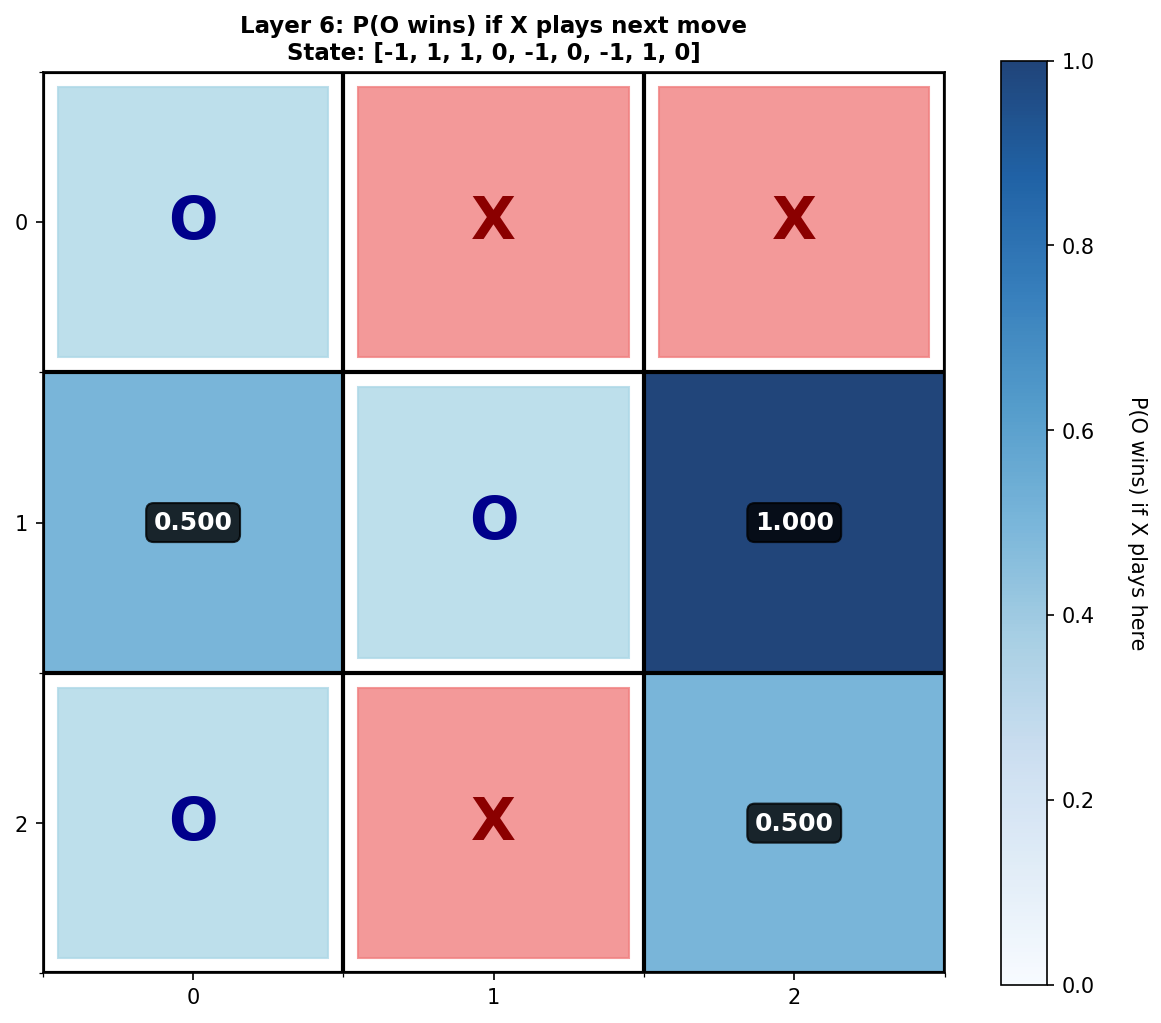 Layer 6: P(O wins) if X plays next move
State: [-1, 1, 1, 0, -1, 0, -1, 1, 0]
O
X
X
0.500
O
1.000
O
X
0.500
0
1
2
0
1
2
1.0
0.8
0.6
0.4
0.2
0.0
P(O wins) if X plays here